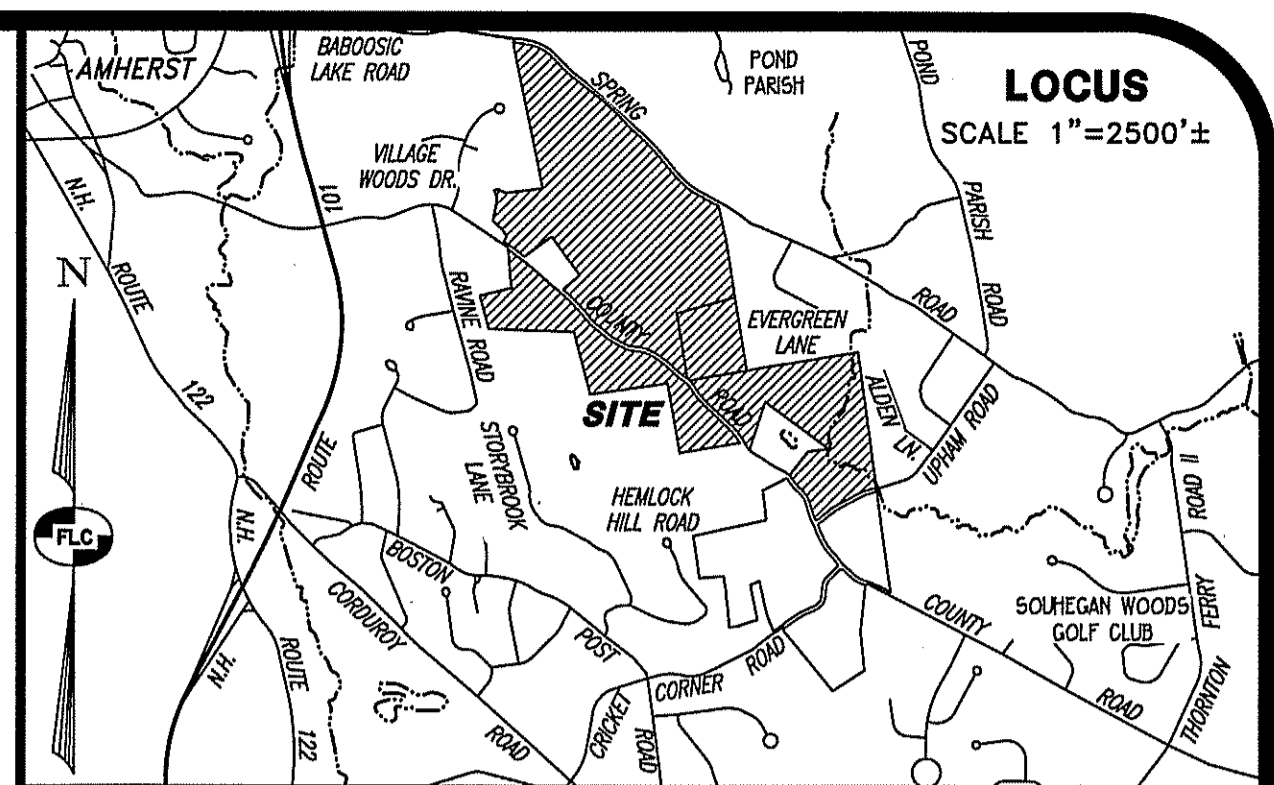 LOCUS
SCALE 1"=2500'±
AMHERST
BABOOSIC
LAKE ROAD
SPRING
ROAD
POND
PARISH
POND
PARISH
ROAD
VILLAGE
WOODS DR.
N.H.
ROUTE
122
101
ROUTE
N.H.
RAVINE ROAD
COUNTY
ROAD
EVERGREEN
LANE
ALDEN
LN.
UPHAM ROAD
SITE
N
FLC
STORYBROOK
LANE
HEMLOCK
HILL ROAD
N.H.
ROUTE
122
BOSTON
POST
ROAD
CORDUROY
ROAD
CRICKET
CORNER
ROAD
COUNTY
ROAD
SOUHEGAN WOODS
GOLF CLUB
THORNTON
FERRY
ROAD II